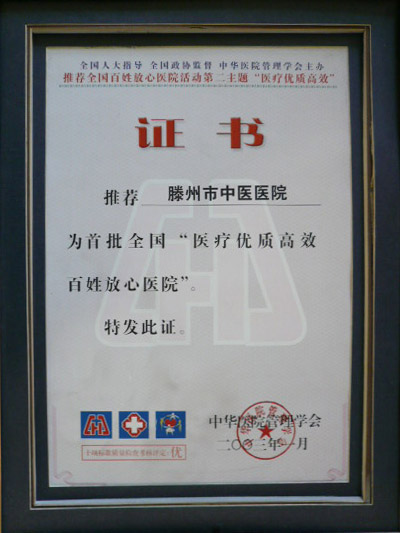 全国人大指导 全国政协监督 中华医院管理学会主办
推荐全国百姓放心医院活动第二主题“医疗优质高效”
证书
推荐 滕州市中医医院
为首批全国“医疗优质高效
百姓放心医院”。
特发此证。
中华医院管理学会
二〇〇三年一月
优